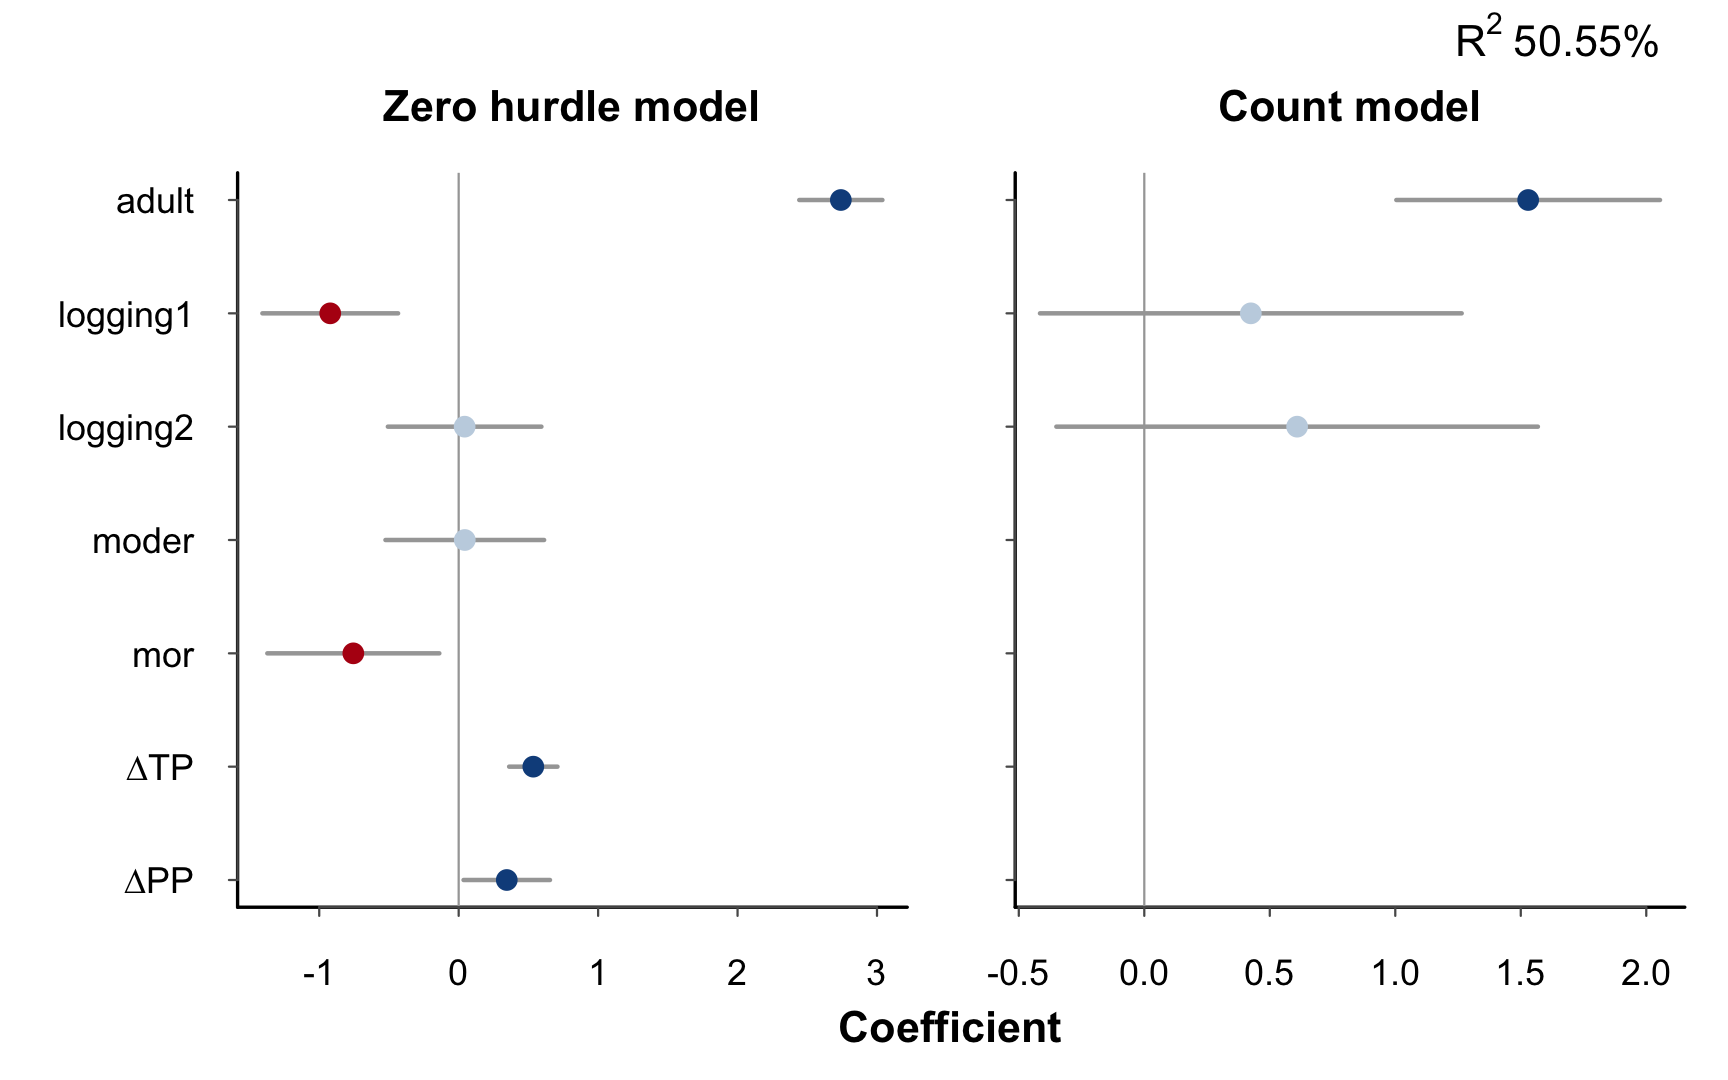 R² 50.55%
Zero hurdle model
Count model
adult
logging1
logging2
moder
mor
ΔTP
ΔPP
-1 0 1 2 3
-0.5 0.0 0.5 1.0 1.5 2.0
Coefficient